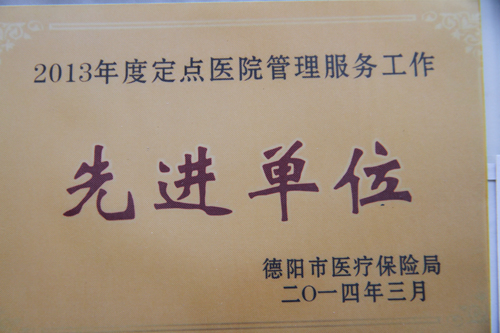 2013年度定点医院管理服务工作
先进单位
德阳市医疗保险局
二〇一四年三月